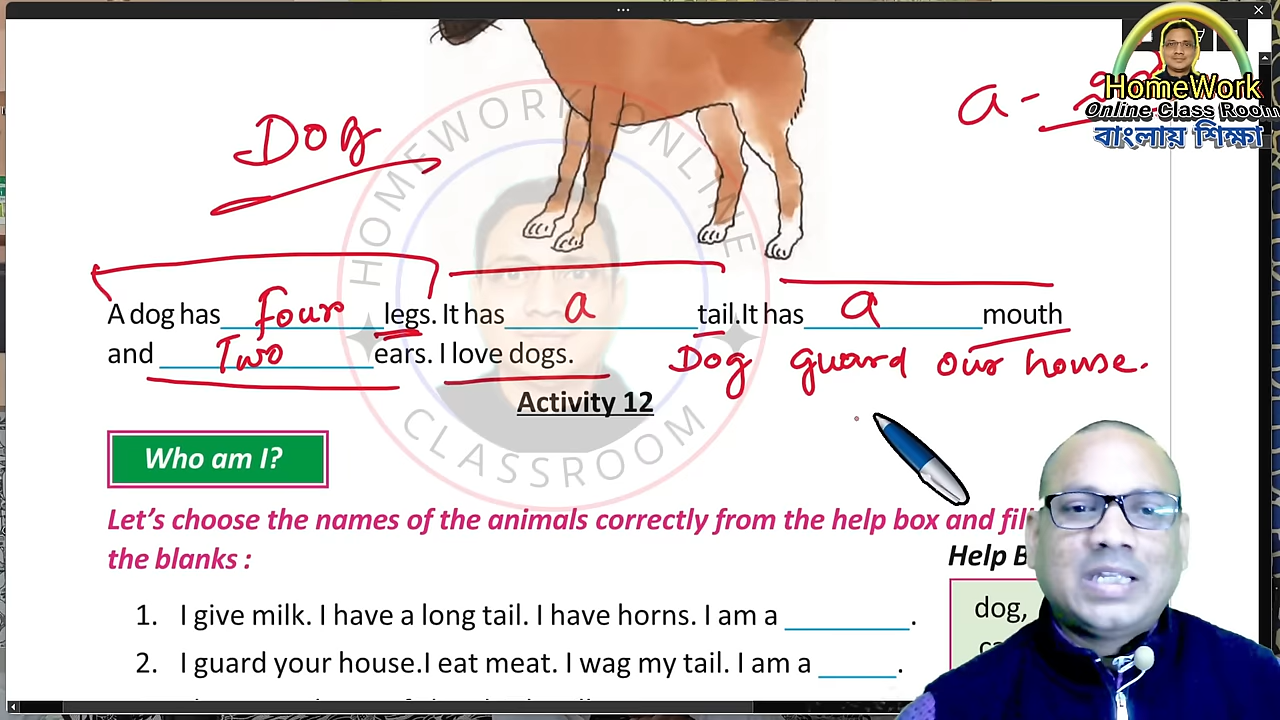 HomeWork
Online Class Room
বাংলায় শিক্ষা
a -
Dog
HOMEWORK ONLINE
CLASSROOM
A dog has four legs. It has a tail.It has a mouth
and Two ears. I love dogs. Dog guard our house.
Activity 12
Who am I?
Let's choose the names of the animals correctly from the help box and fill
the blanks :
Help
dog,
1. I give milk. I have a long tail. I have horns. I am a ________.
2. I guard your house.I eat meat. I wag my tail. I am a ______.